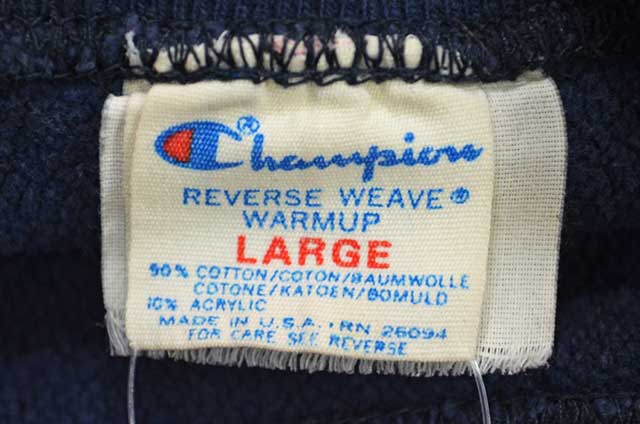 Champion®
REVERSE WEAVE®
WARMUP
LARGE
90% COTTON/COTON/BAUMWOLLE
COTONE/KATOEN/BOMULD
10% ACRYLIC
MADE IN U.S.A. • RN 26094
FOR CARE SEE REVERSE